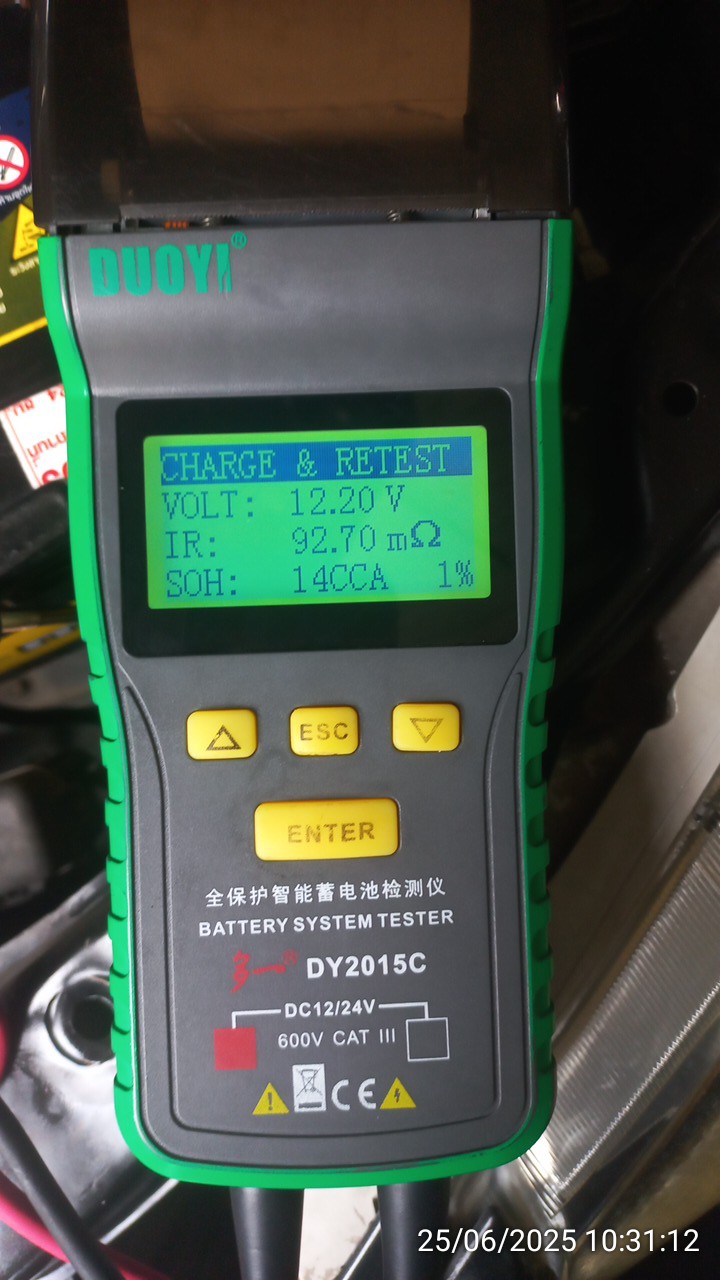 DUOYI®
CHARGE & RETEST
VOLT: 12.20 V
IR: 92.70 mΩ
SOH: 14CCA 1%
ESC
ENTER
全保护智能蓄电池检测仪
BATTERY SYSTEM TESTER
多一® DY2015C
DC12/24V
600V CAT III
CE
25/06/2025 10:31:12